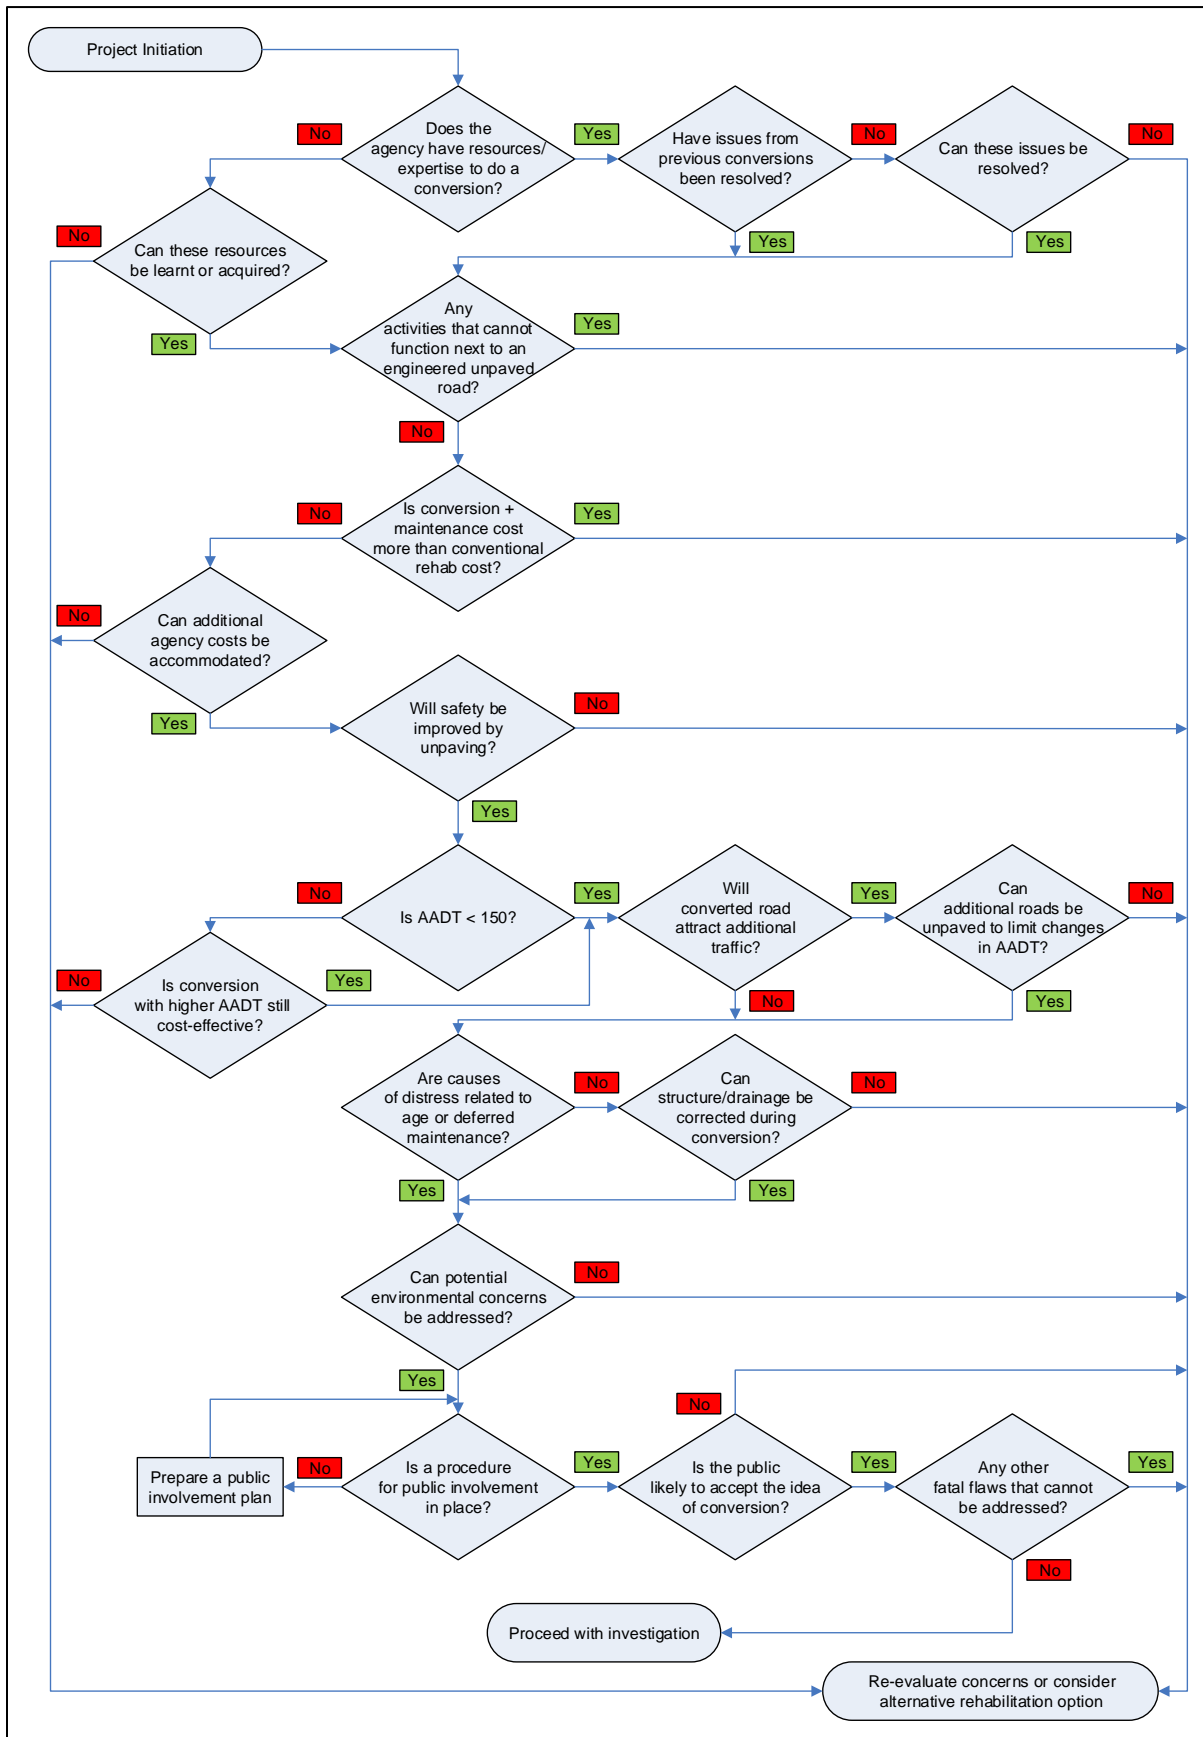 Project Initiation
No
Does the
agency have resources/
expertise to do a
conversion?
Yes
Have issues from
previous conversions
been resolved?
No
Can these issues be
resolved?
No
No
Can these resources
be learnt or acquired?
Yes
Yes
Yes
Any
activities that cannot
function next to an
engineered unpaved
road?
Yes
No
No
Is conversion +
maintenance cost
more than conventional
rehab cost?
Yes
No
Can additional
agency costs be
accommodated?
Yes
Will safety be
improved by
unpaving?
No
Yes
No
Is AADT < 150?
Yes
Will
converted road
attract additional
traffic?
Yes
Can
additional roads be
unpaved to limit changes
in AADT?
No
No
Is conversion
with higher AADT still
cost-effective?
Yes
No
Yes
Are causes
of distress related to
age or deferred
maintenance?
No
Can
structure/drainage be
corrected during
conversion?
No
Yes
Yes
Can potential
environmental concerns
be addressed?
No
Yes
Prepare a public
involvement plan
No
Is a procedure
for public involvement
in place?
Yes
No
Is the public
likely to accept the idea
of conversion?
Yes
Any other
fatal flaws that cannot
be addressed?
Yes
No
Proceed with investigation
Re-evaluate concerns or consider
alternative rehabilitation option